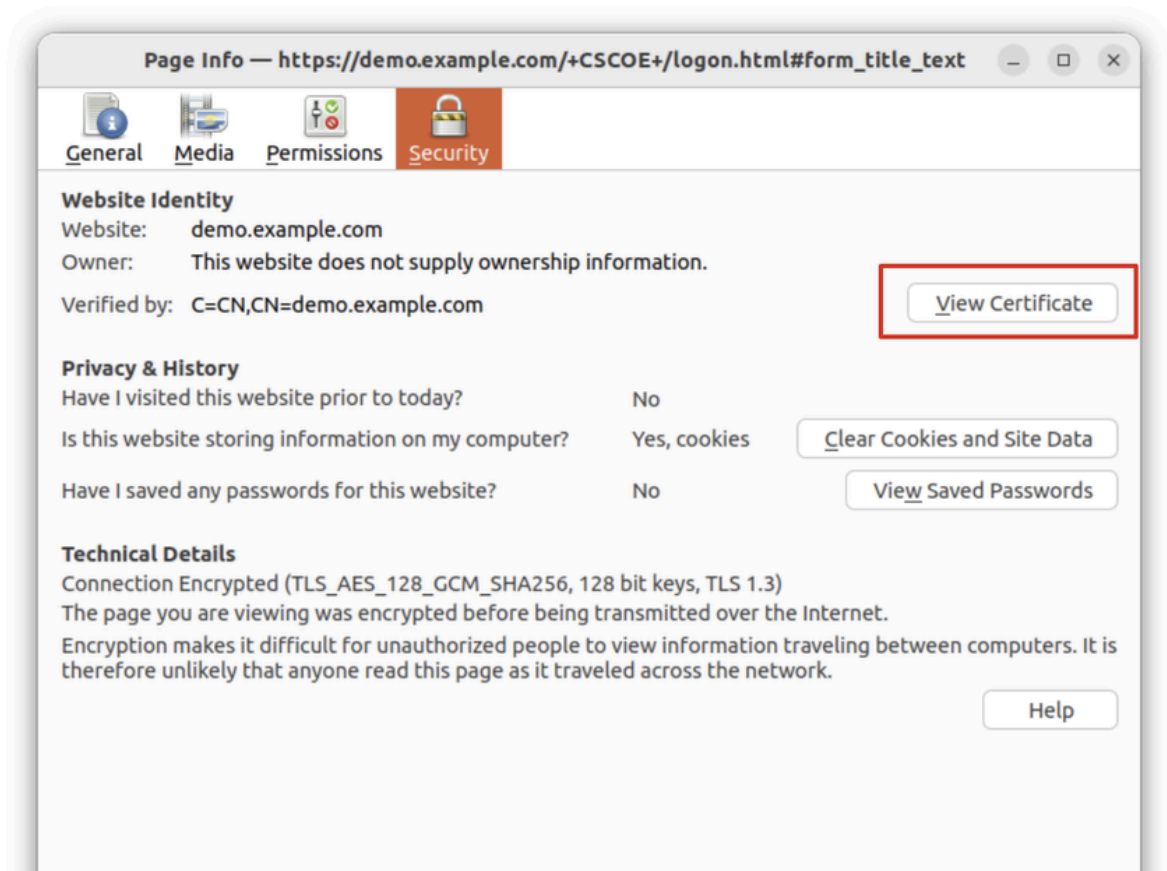 Page Info — https://demo.example.com/+CSCOE+/logon.html#form_title_text
General Media Permissions Security
Website Identity
Website: demo.example.com
Owner: This website does not supply ownership information.
Verified by: C=CN,CN=demo.example.com View Certificate
Privacy & History
Have I visited this website prior to today? No
Is this website storing information on my computer? Yes, cookies Clear Cookies and Site Data
Have I saved any passwords for this website? No View Saved Passwords
Technical Details
Connection Encrypted (TLS_AES_128_GCM_SHA256, 128 bit keys, TLS 1.3)
The page you are viewing was encrypted before being transmitted over the Internet.
Encryption makes it difficult for unauthorized people to view information traveling between computers. It is
therefore unlikely that anyone read this page as it traveled across the network.
Help